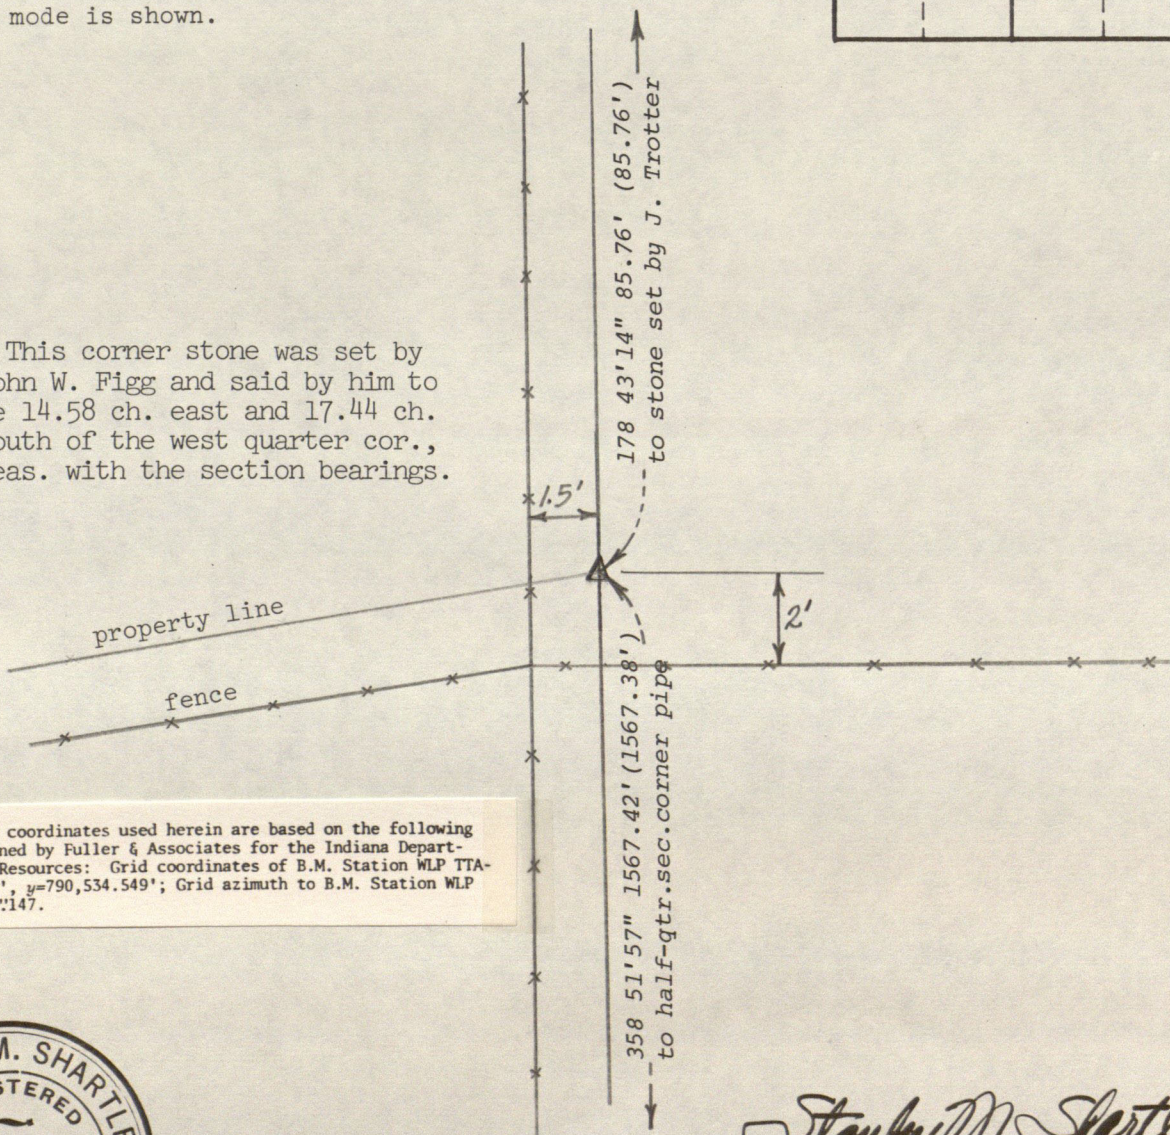 mode is shown.
178 43'14" 85.76' (85.76')
to stone set by J. Trotter
This corner stone was set by
ohn W. Figg and said by him to
e 14.58 ch. east and 17.44 ch.
outh of the west quarter cor.,
eas. with the section bearings.
1.5'
property line
2'
fence
358 51'57" 1567.42' (1567.38')
to half-qtr.sec.corner pipe
coordinates used herein are based on the following
ned by Fuller & Associates for the Indiana Depart-
Resources: Grid coordinates of B.M. Station WLP TTA-
', y=790,534.549'; Grid azimuth to B.M. Station WLP
"147.
M. SHARTLE
STERED
Stanley M Shart